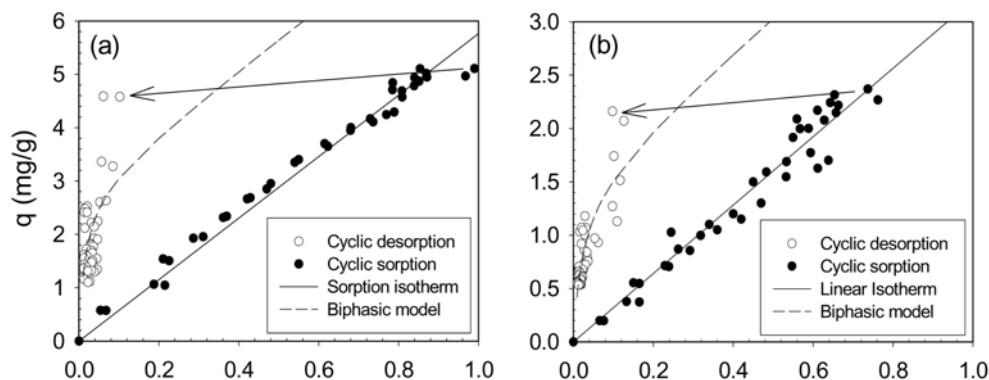 (a)
q (mg/g)
6
5
4
3
2
1
0
0.0 0.2 0.4 0.6 0.8 1.0
Cyclic desorption
Cyclic sorption
Sorption isotherm
Biphasic model
(b)
3.0
2.5
2.0
1.5
1.0
0.5
0.0
0.0 0.2 0.4 0.6 0.8 1.0
Cyclic desorption
Cyclic sorption
Linear Isotherm
Biphasic model